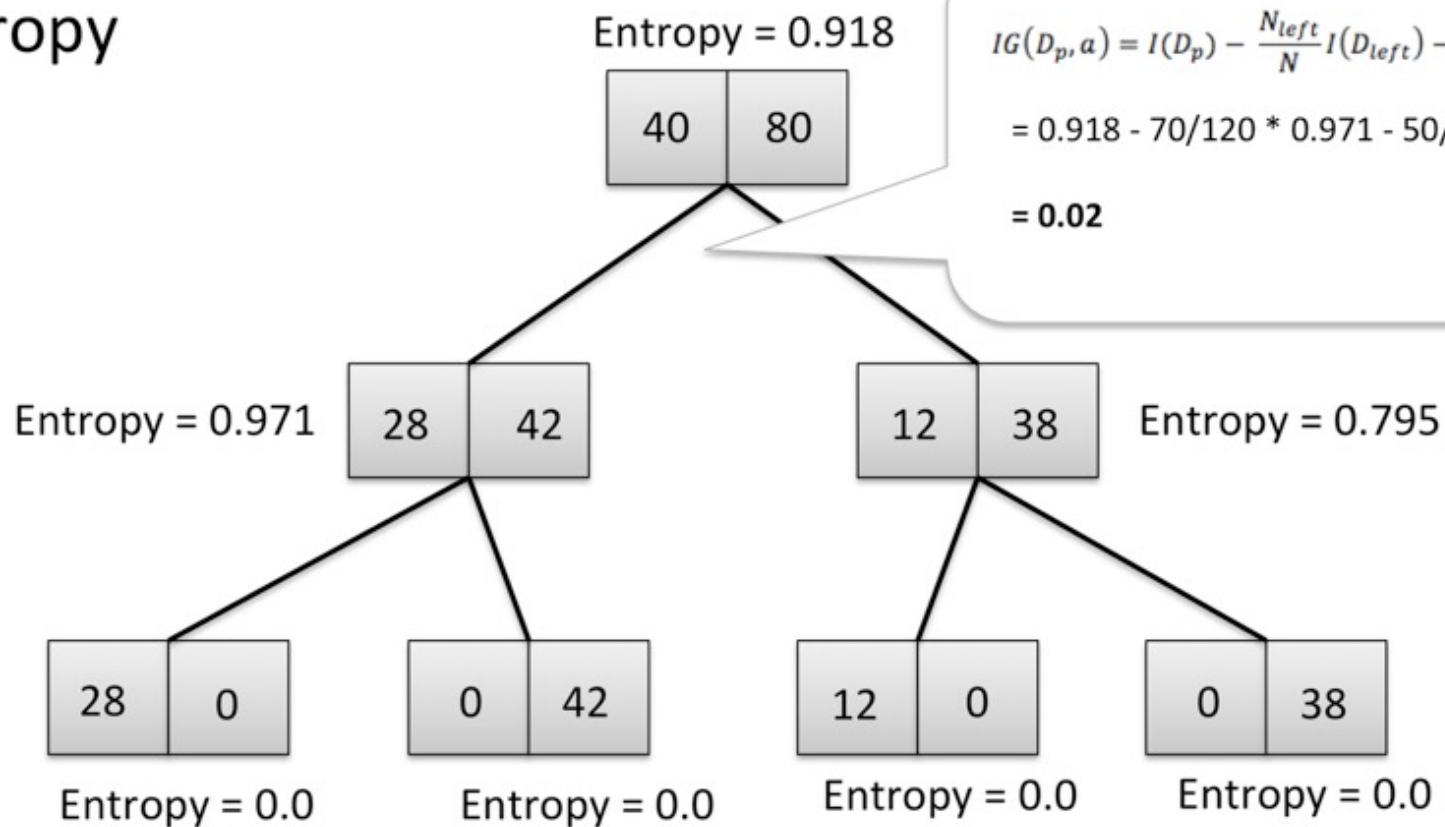 ropy
Entropy = 0.918
IG(D_p, a) = I(D_p) − N_left/N I(D_left) −
40 80
= 0.918 - 70/120 * 0.971 - 50/
= 0.02
Entropy = 0.971
28 42
12 38
Entropy = 0.795
28 0
0 42
12 0
0 38
Entropy = 0.0
Entropy = 0.0
Entropy = 0.0
Entropy = 0.0